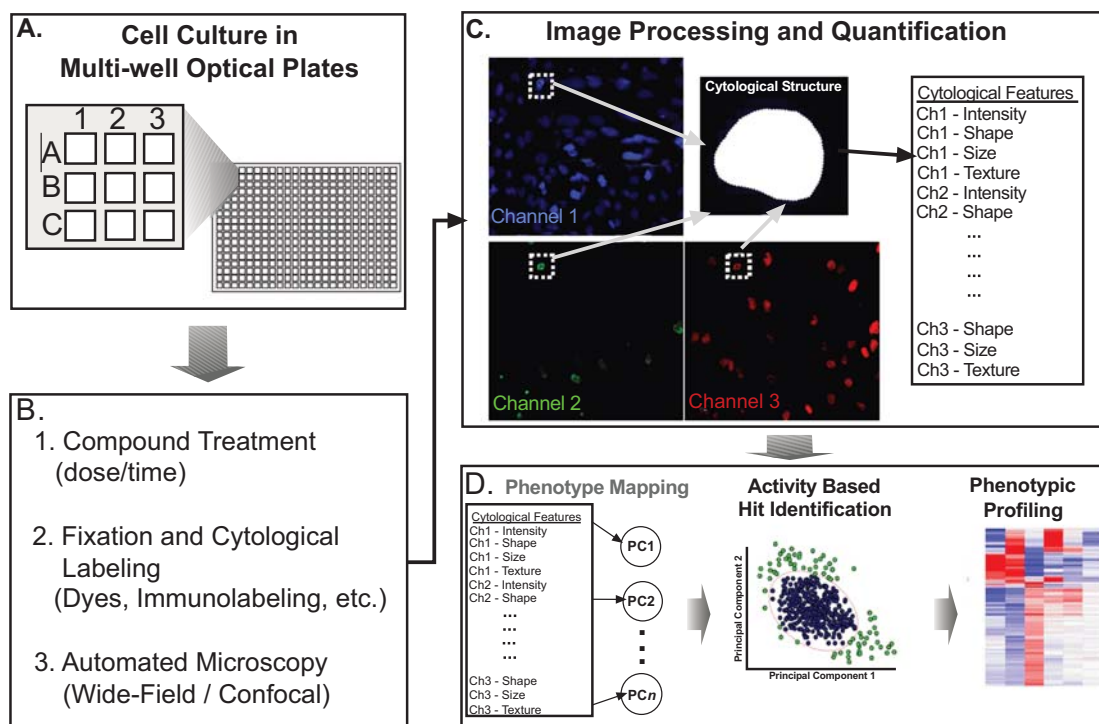 A.
Cell Culture in
Multi-well Optical Plates
1 2 3
A
B
C
B.
1. Compound Treatment
(dose/time)
2. Fixation and Cytological
Labeling
(Dyes, Immunolabeling, etc.)
3. Automated Microscopy
(Wide-Field / Confocal)
C.
Image Processing and Quantification
Channel 1
Cytological Structure
Channel 2
Channel 3
Cytological Features
Ch1 - Intensity
Ch1 - Shape
Ch1 - Size
Ch1 - Texture
Ch2 - Intensity
Ch2 - Shape
...
...
...
...
Ch3 - Shape
Ch3 - Size
Ch3 - Texture
D.
Phenotype Mapping
Cytological Features
Ch1 - Intensity
Ch1 - Shape
Ch1 - Size
Ch1 - Texture
Ch2 - Intensity
Ch2 - Shape
...
...
...
...
Ch3 - Shape
Ch3 - Size
Ch3 - Texture
PC1
PC2
PCn
Activity Based
Hit Identification
Principal Component 2
Principal Component 1
Phenotypic
Profiling